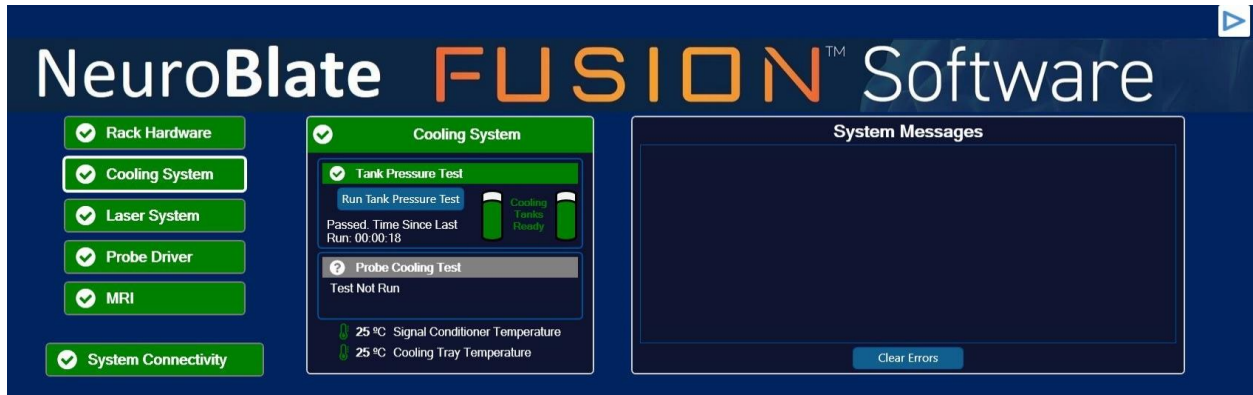 NeuroBlate FUSION™ Software
Rack Hardware
Cooling System
Laser System
Probe Driver
MRI
System Connectivity
Cooling System
Tank Pressure Test
Run Tank Pressure Test
Passed. Time Since Last
Run: 00:00:18
Cooling
Tanks
Ready
Probe Cooling Test
Test Not Run
25 ºC Signal Conditioner Temperature
25 ºC Cooling Tray Temperature
System Messages
Clear Errors